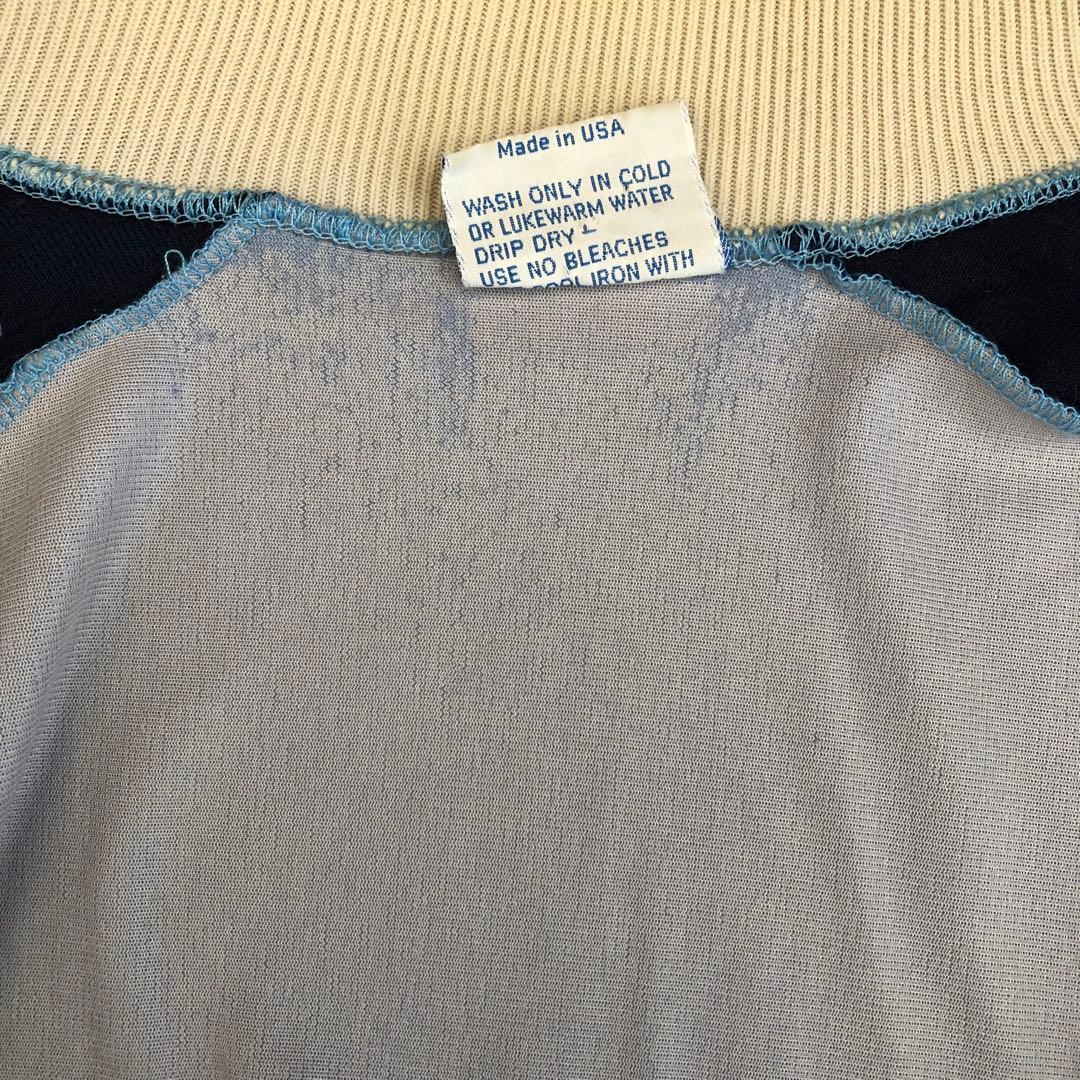 Made in USA
WASH ONLY IN COLD
OR LUKEWARM WATER
DRIP DRY
USE NO BLEACHES
IRON WITH